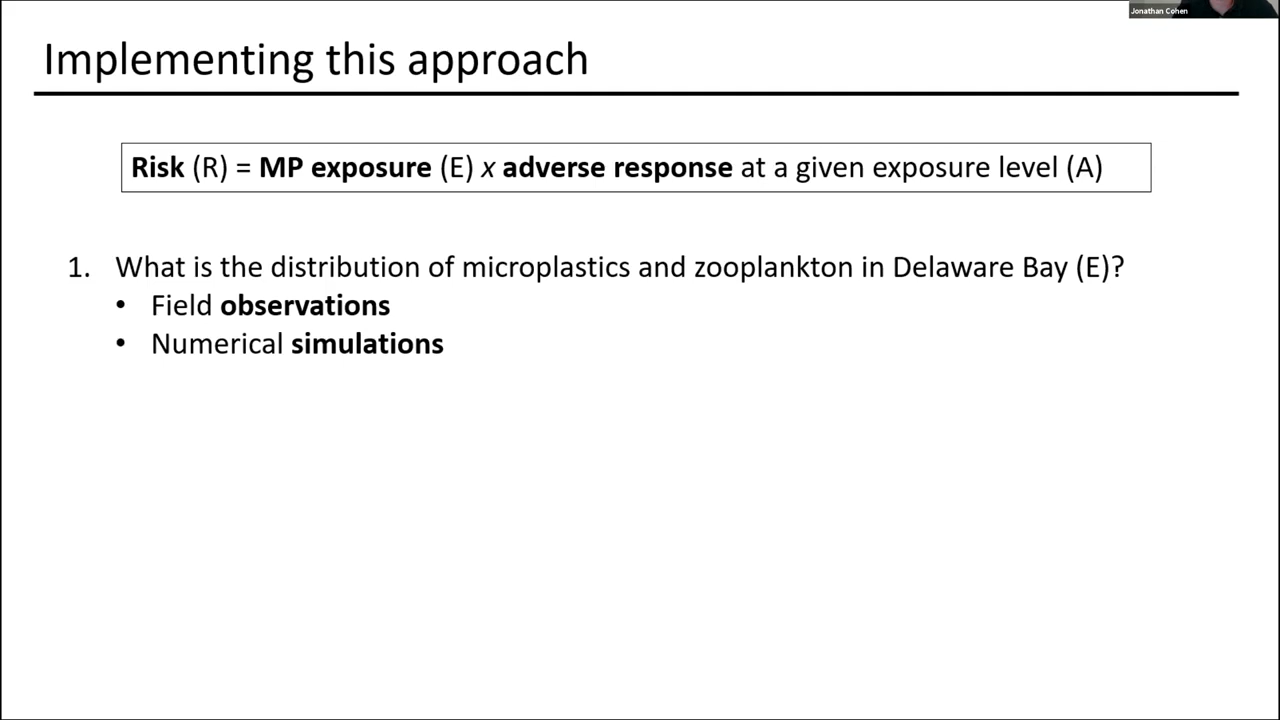 Jonathan Cohen
Implementing this approach
Risk (R) = MP exposure (E) x adverse response at a given exposure level (A)
1. What is the distribution of microplastics and zooplankton in Delaware Bay (E)?
• Field observations
• Numerical simulations